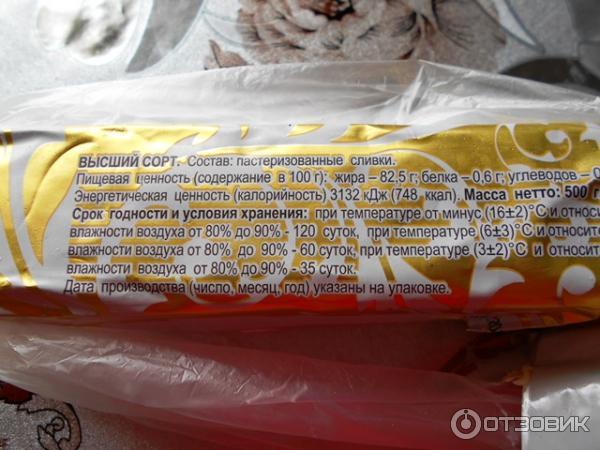 ВЫСШИЙ СОРТ. Состав: пастеризованные сливки.
Пищевая ценность (содержание в 100 г): жира – 82,5 г; белка – 0,6 г; углеводов – 0
Энергетическая ценность (калорийность) 3132 кДж (748 ккал). Масса нетто: 500 г
Срок годности и условия хранения: при температуре от минус (16±2)°С и относи
влажности воздуха от 80% до 90% - 120 суток, при температуре (6±3)°С и относите
влажности воздуха от 80% до 90% - 60 суток, при температуре (3±2)°С и относит
влажности воздуха от 80% до 90% - 35 суток.
Дата производства (число, месяц, год) указаны на упаковке.
ОТЗОВИК